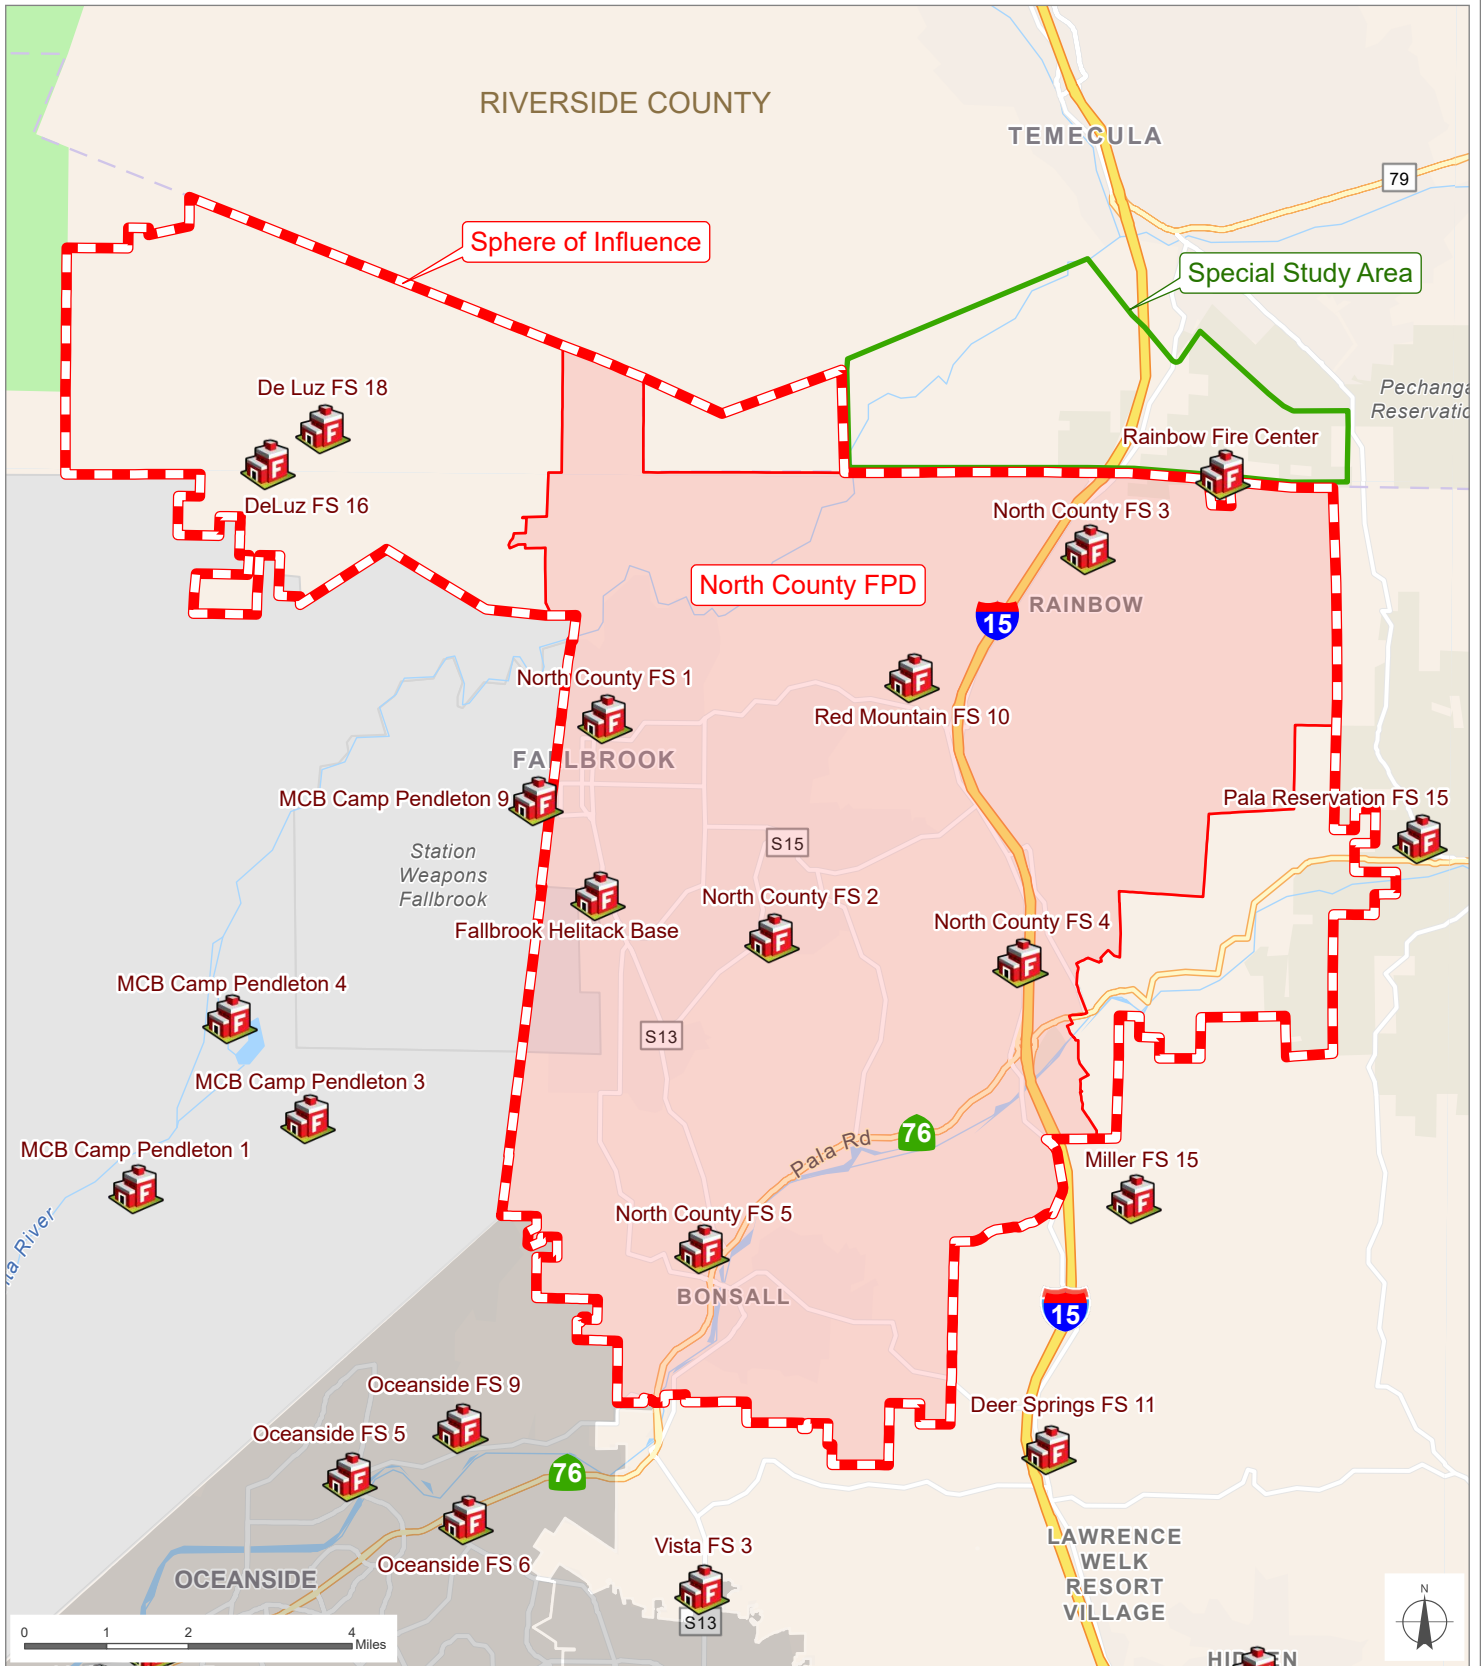 RIVERSIDE COUNTY
TEMECULA
79
Sphere of Influence
Special Study Area
De Luz FS 18
Pechanga
Rainbow Fire Center
DeLuz FS 16
North County FS 3
North County FPD
RAINBOW
15
North County FS 1
Red Mountain FS 10
FALLBROOK
MCB Camp Pendleton 9
Pala Reservation FS 15
S15
Station
Weapons
Fallbrook
North County FS 2
North County FS 4
Fallbrook Helitack Base
MCB Camp Pendleton 4
S13
MCB Camp Pendleton 3
76
Pala Rd
MCB Camp Pendleton 1
Miller FS 15
North County FS 5
River
BONSALL
15
Oceanside FS 9
Deer Springs FS 11
Oceanside FS 5
76
Vista FS 3
LAWRENCE
WELK
RESORT
VILLAGE
Oceanside FS 6
OCEANSIDE
S13
N
0 1 2 4
Miles